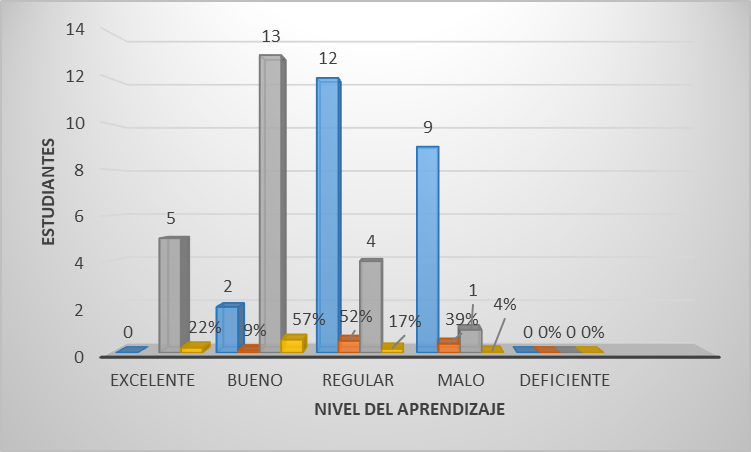 14
12
10
8
6
4
2
0
ESTUDIANTES
0 5 22%
2 9% 13 57%
12 52% 4 17%
9 39% 1 4%
0 0% 0 0%
EXCELENTE BUENO REGULAR MALO DEFICIENTE
NIVEL DEL APRENDIZAJE